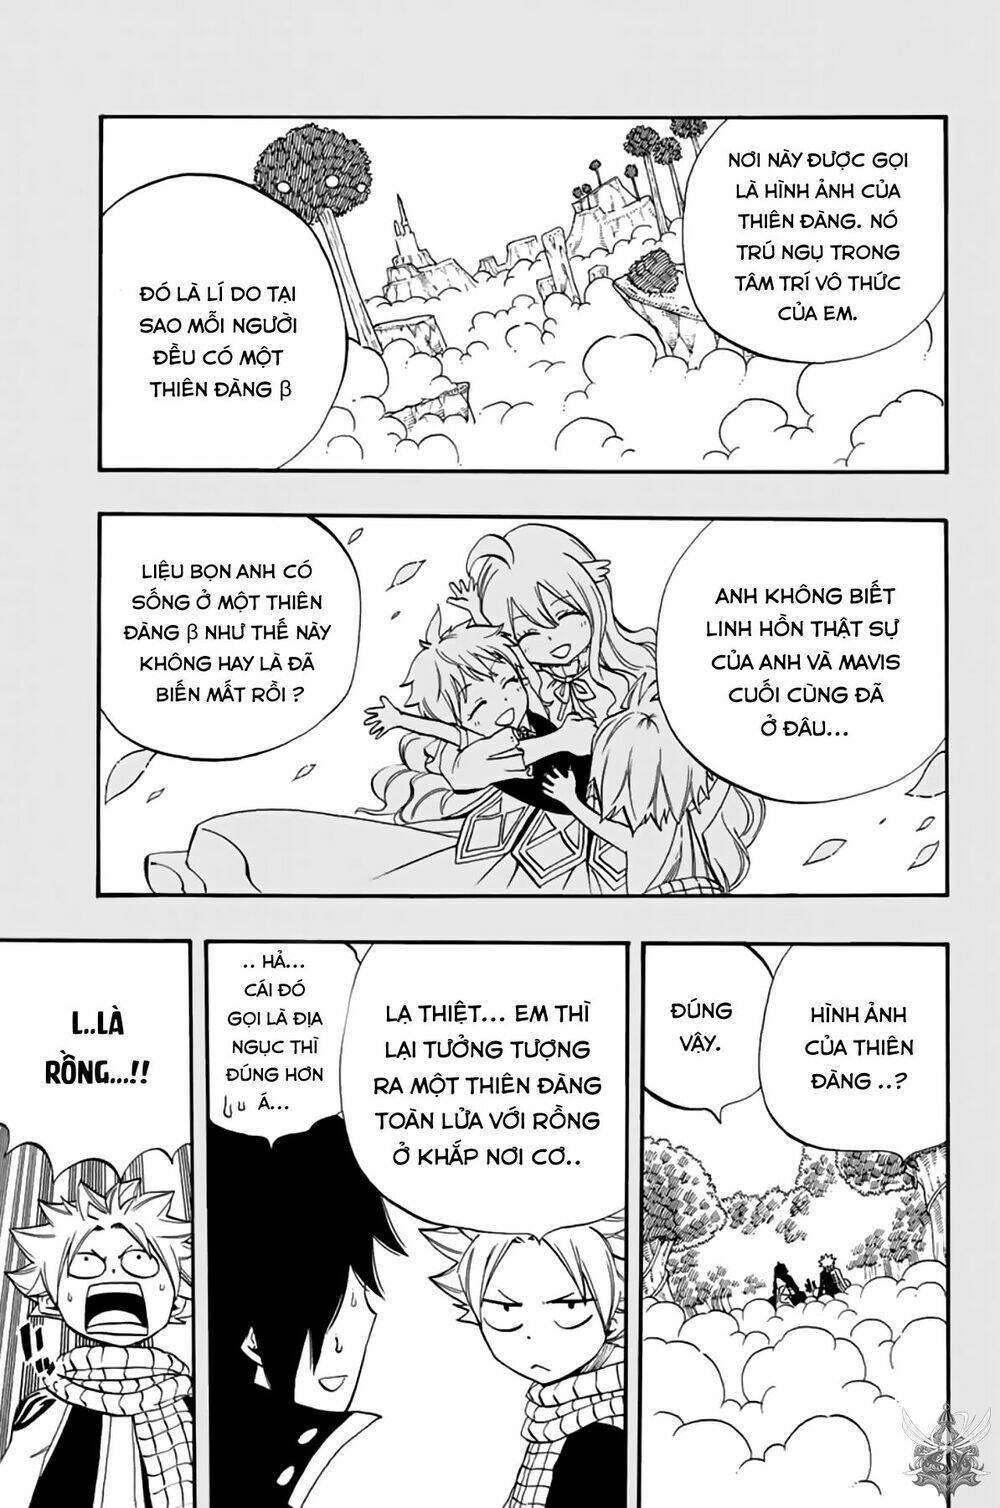 NƠI NÀY ĐƯỢC GỌI
LÀ HÌNH ẢNH CỦA
THIÊN ĐÀNG. NÓ
TRÚ NGỤ TRONG
TÂM TRÍ VÔ THỨC
CỦA EM.
ĐÓ LÀ LÍ DO TẠI
SAO MỖI NGƯỜI
ĐỀU CÓ MỘT
THIÊN ĐÀNG β
ANH KHÔNG BIẾT
LINH HỒN THẬT SỰ
CỦA ANH VÀ MAVIS
CUỐI CÙNG ĐÃ
Ở ĐÂU...
LIỆU BỌN ANH CÓ
SỐNG Ở MỘT THIÊN
ĐÀNG β NHƯ THẾ NÀY
KHÔNG HAY LÀ ĐÃ
BIẾN MẤT RỒI ?
HÌNH ẢNH
CỦA THIÊN
ĐÀNG ..?
ĐÚNG
VẬY.
LẠ THIỆT... EM THÌ
LẠI TƯỞNG TƯỢNG
RA MỘT THIÊN ĐÀNG
TOÀN LỬA VỚI RỒNG
Ở KHẮP NƠI CƠ..
.. HẢ...
CÁI ĐÓ
GỌI LÀ ĐỊA
NGỤC THÌ
ĐÚNG HƠN
Á...
L..LÀ
RỒNG...!!